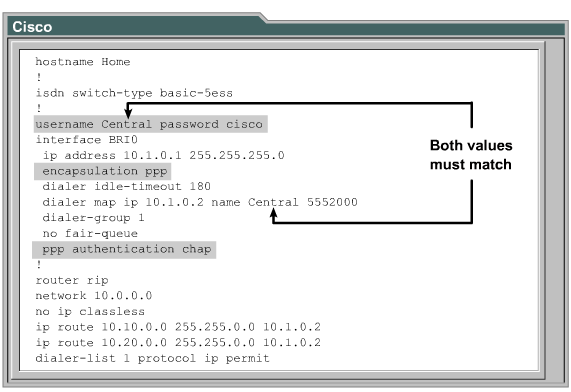 Cisco
hostname Home
!
isdn switch-type basic-5ess
!
username Central password cisco
interface BRI0
ip address 10.1.0.1 255.255.255.0
encapsulation ppp
dialer idle-timeout 180
dialer map ip 10.1.0.2 name Central 5552000
dialer-group 1
no fair-queue
ppp authentication chap
!
router rip
network 10.0.0.0
no ip classless
ip route 10.10.0.0 255.255.0.0 10.1.0.2
ip route 10.20.0.0 255.255.0.0 10.1.0.2
dialer-list 1 protocol ip permit
Both values
must match